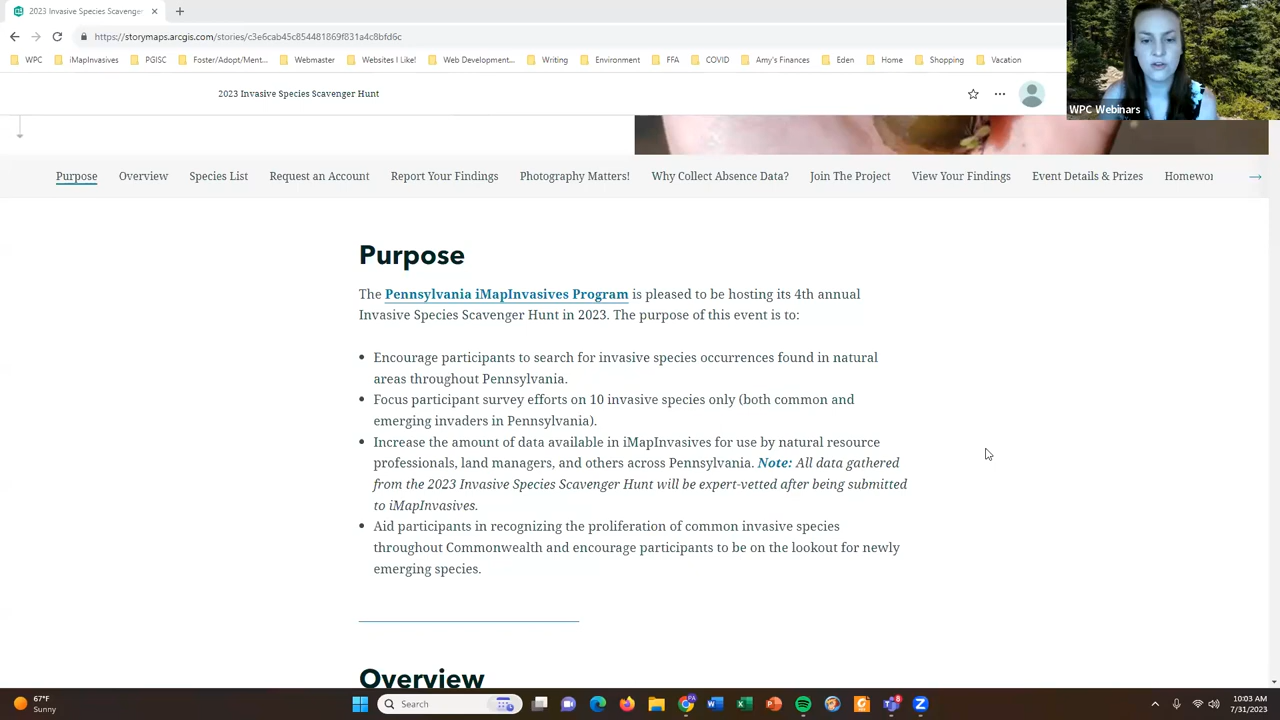 2023 Invasive Species Scavenger
https://storymaps.arcgis.com/stories/c3e6cab45c854481869f831a4c8bfd6c
WPC iMapInvasives PGISC Foster/Adopt/Ment... Webmaster Websites I Like! Web Development... Writing Environment FFA COVID Amy's Finances Eden Home Shopping Vacation
2023 Invasive Species Scavenger Hunt
WPC Webinars
Purpose Overview Species List Request an Account Report Your Findings Photography Matters! Why Collect Absence Data? Join The Project View Your Findings Event Details & Prizes Homewor
Purpose
The Pennsylvania iMapInvasives Program is pleased to be hosting its 4th annual
Invasive Species Scavenger Hunt in 2023. The purpose of this event is to:
• Encourage participants to search for invasive species occurrences found in natural
areas throughout Pennsylvania.
• Focus participant survey efforts on 10 invasive species only (both common and
emerging invaders in Pennsylvania).
• Increase the amount of data available in iMapInvasives for use by natural resource
professionals, land managers, and others across Pennsylvania. Note: All data gathered
from the 2023 Invasive Species Scavenger Hunt will be expert-vetted after being submitted
to iMapInvasives.
• Aid participants in recognizing the proliferation of common invasive species
throughout Commonwealth and encourage participants to be on the lookout for newly
emerging species.
Overview
67°F
Sunny
Search
PA
8
10:03 AM
7/31/2023